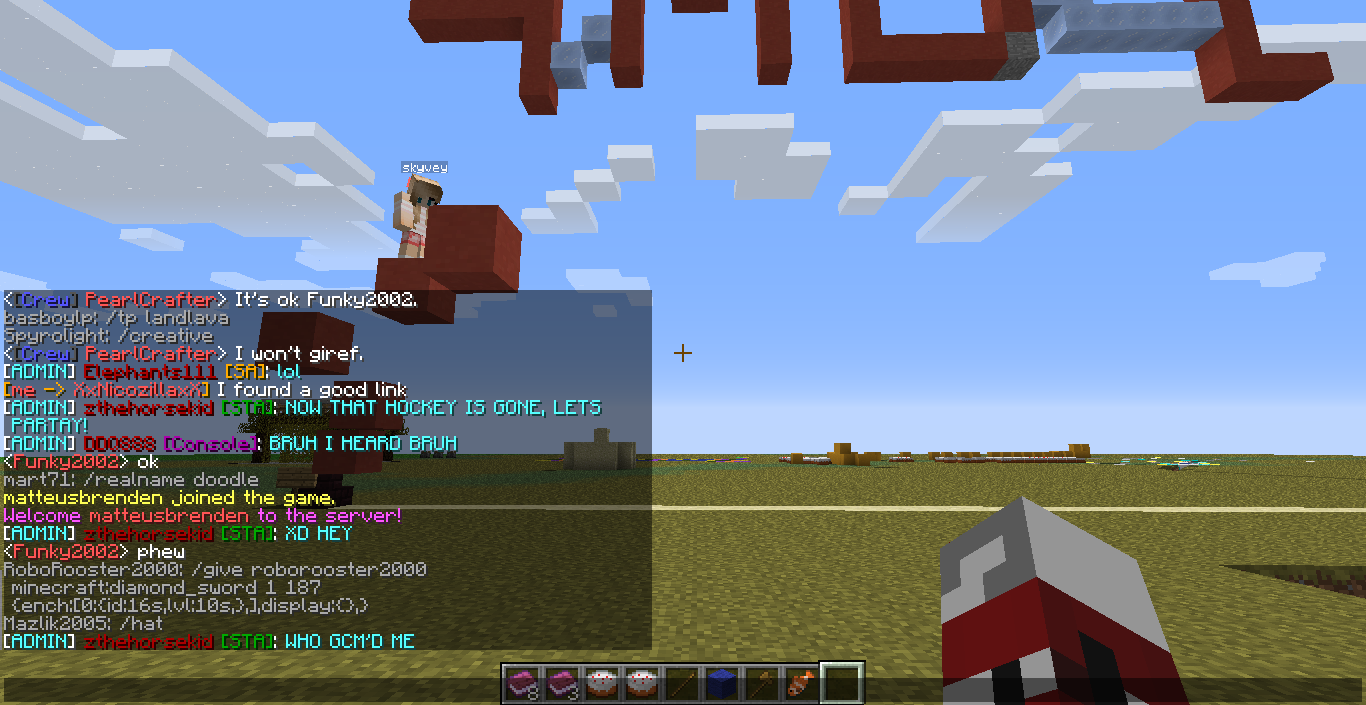 skyvey
<[Crew] PearlCrafter> It's ok Funky2002.
basboylp: /tp landlava
Spyrolight: /creative
<[Crew] PearlCrafter> I won't giref.
[ADMIN] Elephants111 [SA]: lol
[me -> XxNicozillaxX] I found a good link
[ADMIN] zthehorsekid [STA]: NOW THAT HOCKEY IS GONE, LETS
PARTAY!
[ADMIN] DDO888 [Console]: BRUH I HEARD BRUH
<Funky2002> ok
mart71: /realname doodle
matteusbrenden joined the game.
Welcome matteusbrenden to the server!
[ADMIN] zthehorsekid [STA]: XD HEY
<Funky2002> phew
RoboRooster2000: /give roborooster2000
minecraft:diamond_sword 1 187
{ench:[0:{id:16s,lvl:10s,},],display:{},}
Mazlik2005: /hat
[ADMIN] zthehorsekid [STA]: WHO GCM'D ME
8
3